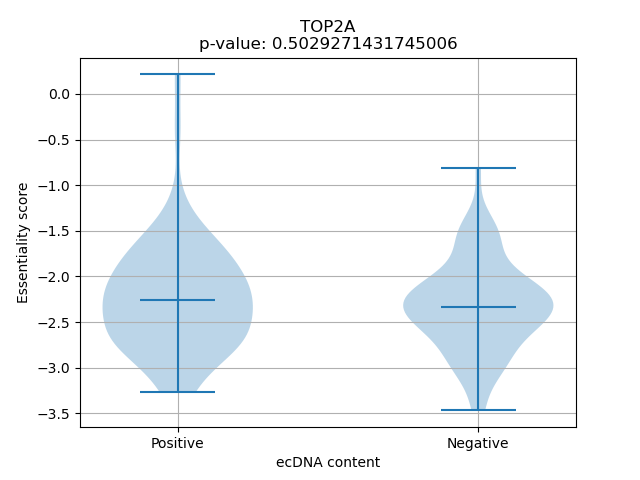 TOP2A
p-value: 0.5029271431745006
0.0
−0.5
−1.0
−1.5
−2.0
−2.5
−3.0
−3.5
Essentiality score
Positive
Negative
ecDNA content